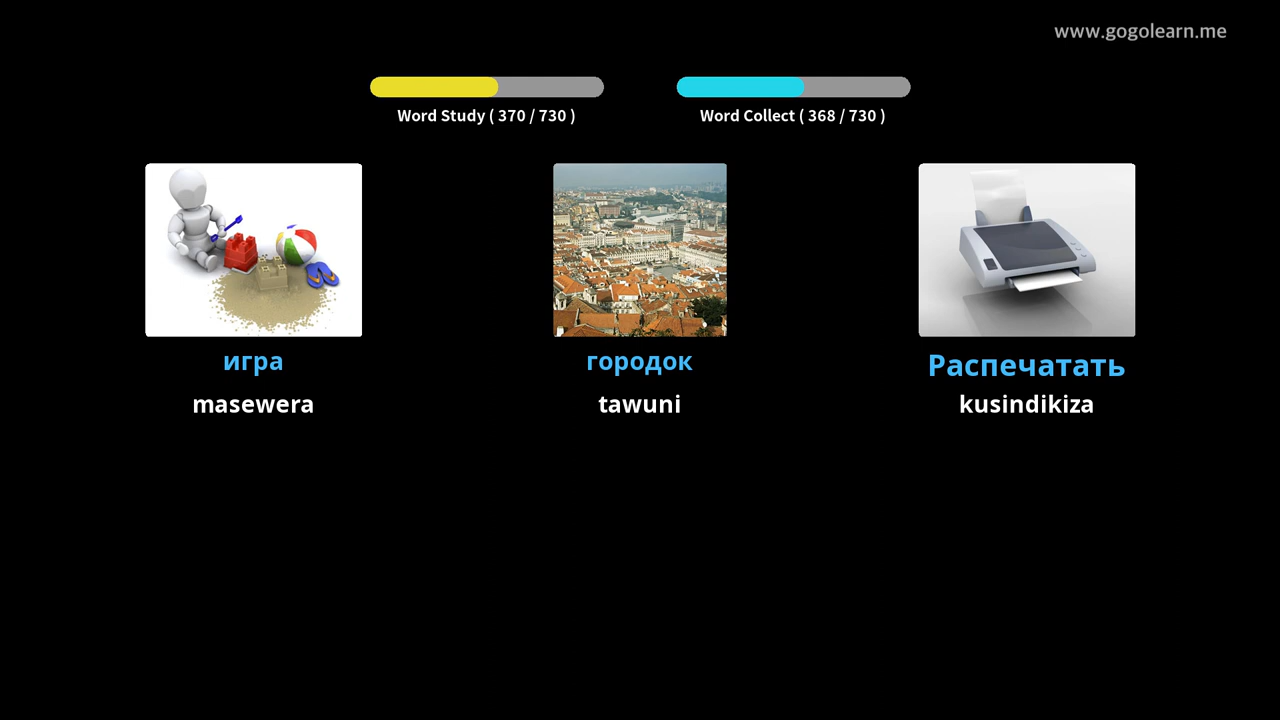 www.gogolearn.me
Word Study ( 370 / 730 )
Word Collect ( 368 / 730 )
игра
городок
Распечатать
masewera
tawuni
kusindikiza